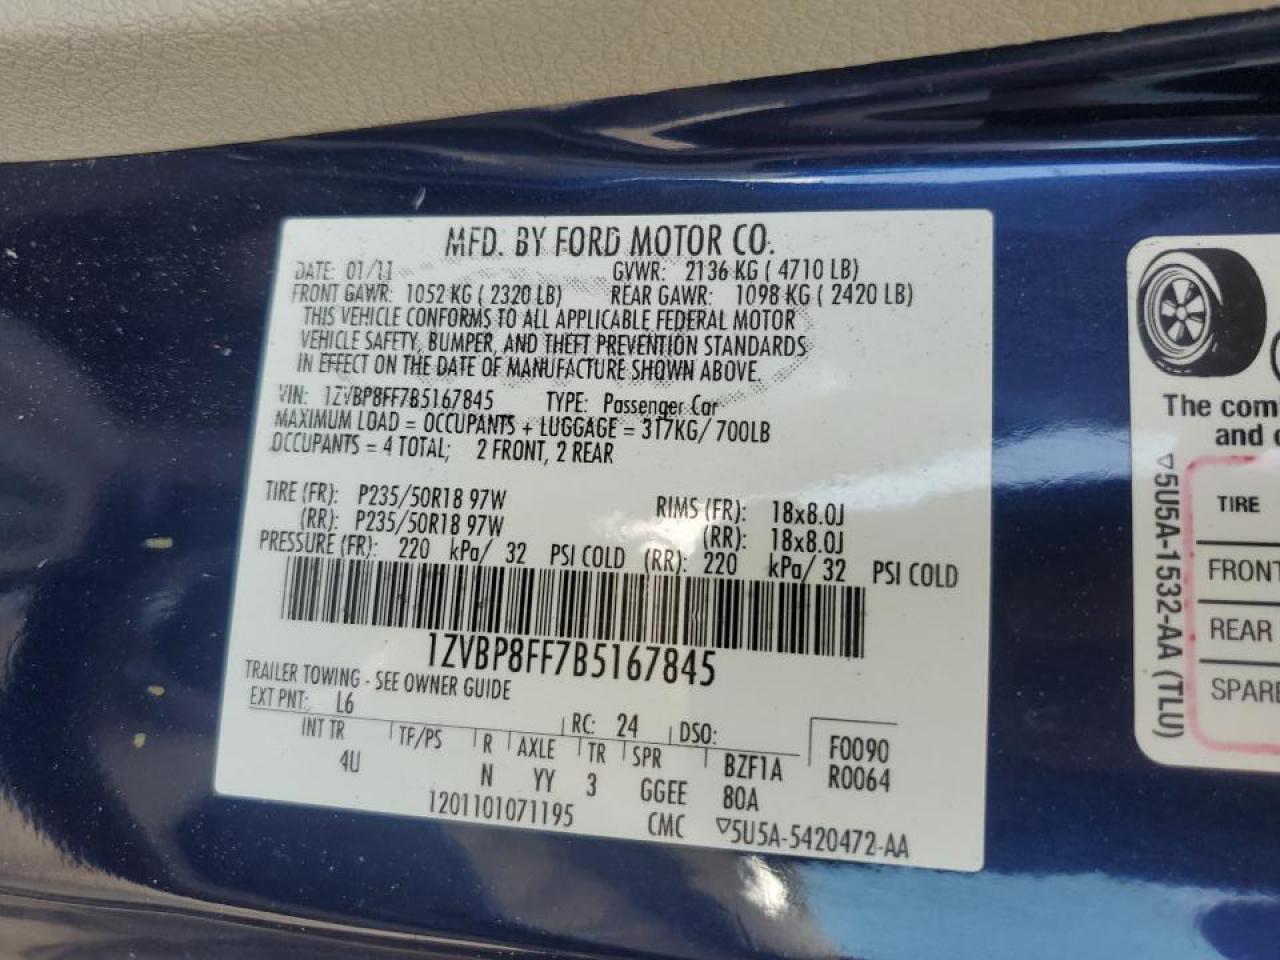 MFD. BY FORD MOTOR CO.
DATE: 01/11 GVWR: 2136 KG ( 4710 LB)
FRONT GAWR: 1052 KG ( 2320 LB) REAR GAWR: 1098 KG ( 2420 LB)
THIS VEHICLE CONFORMS TO ALL APPLICABLE FEDERAL MOTOR
VEHICLE SAFETY, BUMPER, AND THEFT PREVENTION STANDARDS
IN EFFECT ON THE DATE OF MANUFACTURE SHOWN ABOVE.
VIN: 1ZVBP8FF7B5167845 TYPE: Passenger Car
MAXIMUM LOAD = OCCUPANTS + LUGGAGE = 317KG/ 700LB
OCCUPANTS = 4 TOTAL; 2 FRONT, 2 REAR
TIRE (FR): P235/50R18 97W RIMS (FR): 18x8.0J
(RR): P235/50R18 97W (RR): 18x8.0J
PRESSURE (FR): 220 kPa/ 32 PSI COLD (RR): 220 kPa/ 32 PSI COLD
1ZVBP8FF7B5167845
TRAILER TOWING - SEE OWNER GUIDE
EXT PNT: L6 RC: 24 DSO:
INT TR TF/PS R AXLE TR SPR BZF1A F0090
4U N YY 3 GGEE 80A R0064
1201101071195 CMC ▽5U5A-5420472-AA
The com
and
▽5U5A-1532-AA (TLU)
TIRE
FRONT
REAR
SPARE